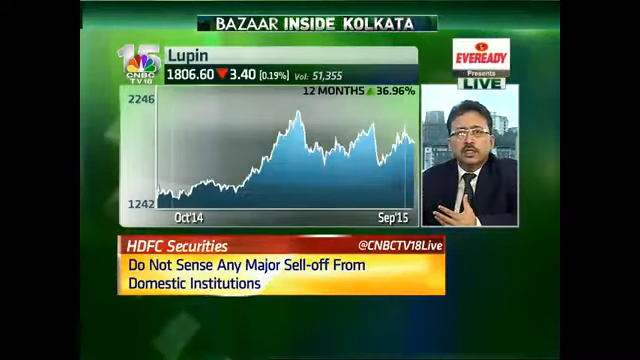 BAZAAR INSIDE KOLKATA
15
CNBC
TV18
Lupin
1806.60 ▼ 3.40 [0.19%] Vol: 51,355
12 MONTHS ▲ 36.96%
2246
1242
Oct'14
Sep'15
EVEREADY
Presents
LIVE
HDFC Securities
@CNBCTV18Live
Do Not Sense Any Major Sell-off From
Domestic Institutions